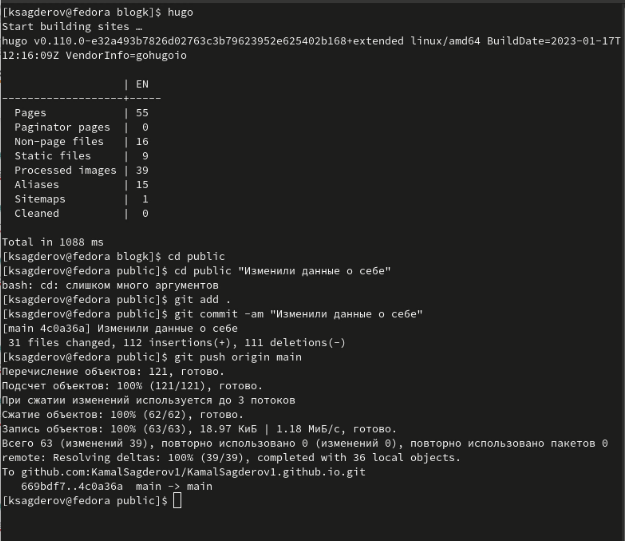 [ksagderov@fedora blogk]$ hugo
Start building sites …
hugo v0.110.0-e32a493b7826d02763c3b79623952e625402b168+extended linux/amd64 BuildDate=2023-01-17T
12:16:09Z VendorInfo=gohugoio
                   | EN
-------------------+-----
  Pages            | 55
  Paginator pages  |  0
  Non-page files   | 16
  Static files     |  9
  Processed images | 39
  Aliases          | 15
  Sitemaps         |  1
  Cleaned          |  0
Total in 1088 ms
[ksagderov@fedora blogk]$ cd public
[ksagderov@fedora public]$ cd public "Изменили данные о себе"
bash: cd: слишком много аргументов
[ksagderov@fedora public]$ git add .
[ksagderov@fedora public]$ git commit -am "Изменили данные о себе"
[main 4c0a36a] Изменили данные о себе
 31 files changed, 112 insertions(+), 111 deletions(-)
[ksagderov@fedora public]$ git push origin main
Перечисление объектов: 121, готово.
Подсчет объектов: 100% (121/121), готово.
При сжатии изменений используется до 3 потоков
Сжатие объектов: 100% (62/62), готово.
Запись объектов: 100% (63/63), 18.97 КиБ | 1.18 МиБ/с, готово.
Всего 63 (изменений 39), повторно использовано 0 (изменений 0), повторно использовано пакетов 0
remote: Resolving deltas: 100% (39/39), completed with 36 local objects.
To github.com:KamalSagderov1/KamalSagderov1.github.io.git
   669bdf7..4c0a36a  main -> main
[ksagderov@fedora public]$